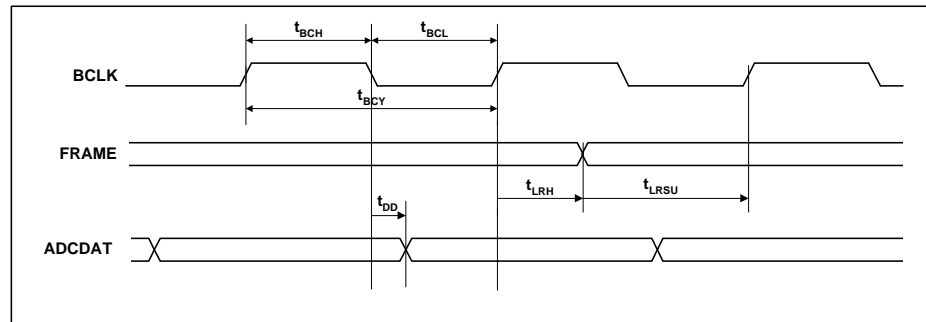 tBCH tBCL
BCLK
tBCY
FRAME
tLRH tLRSU
tDD
ADCDAT